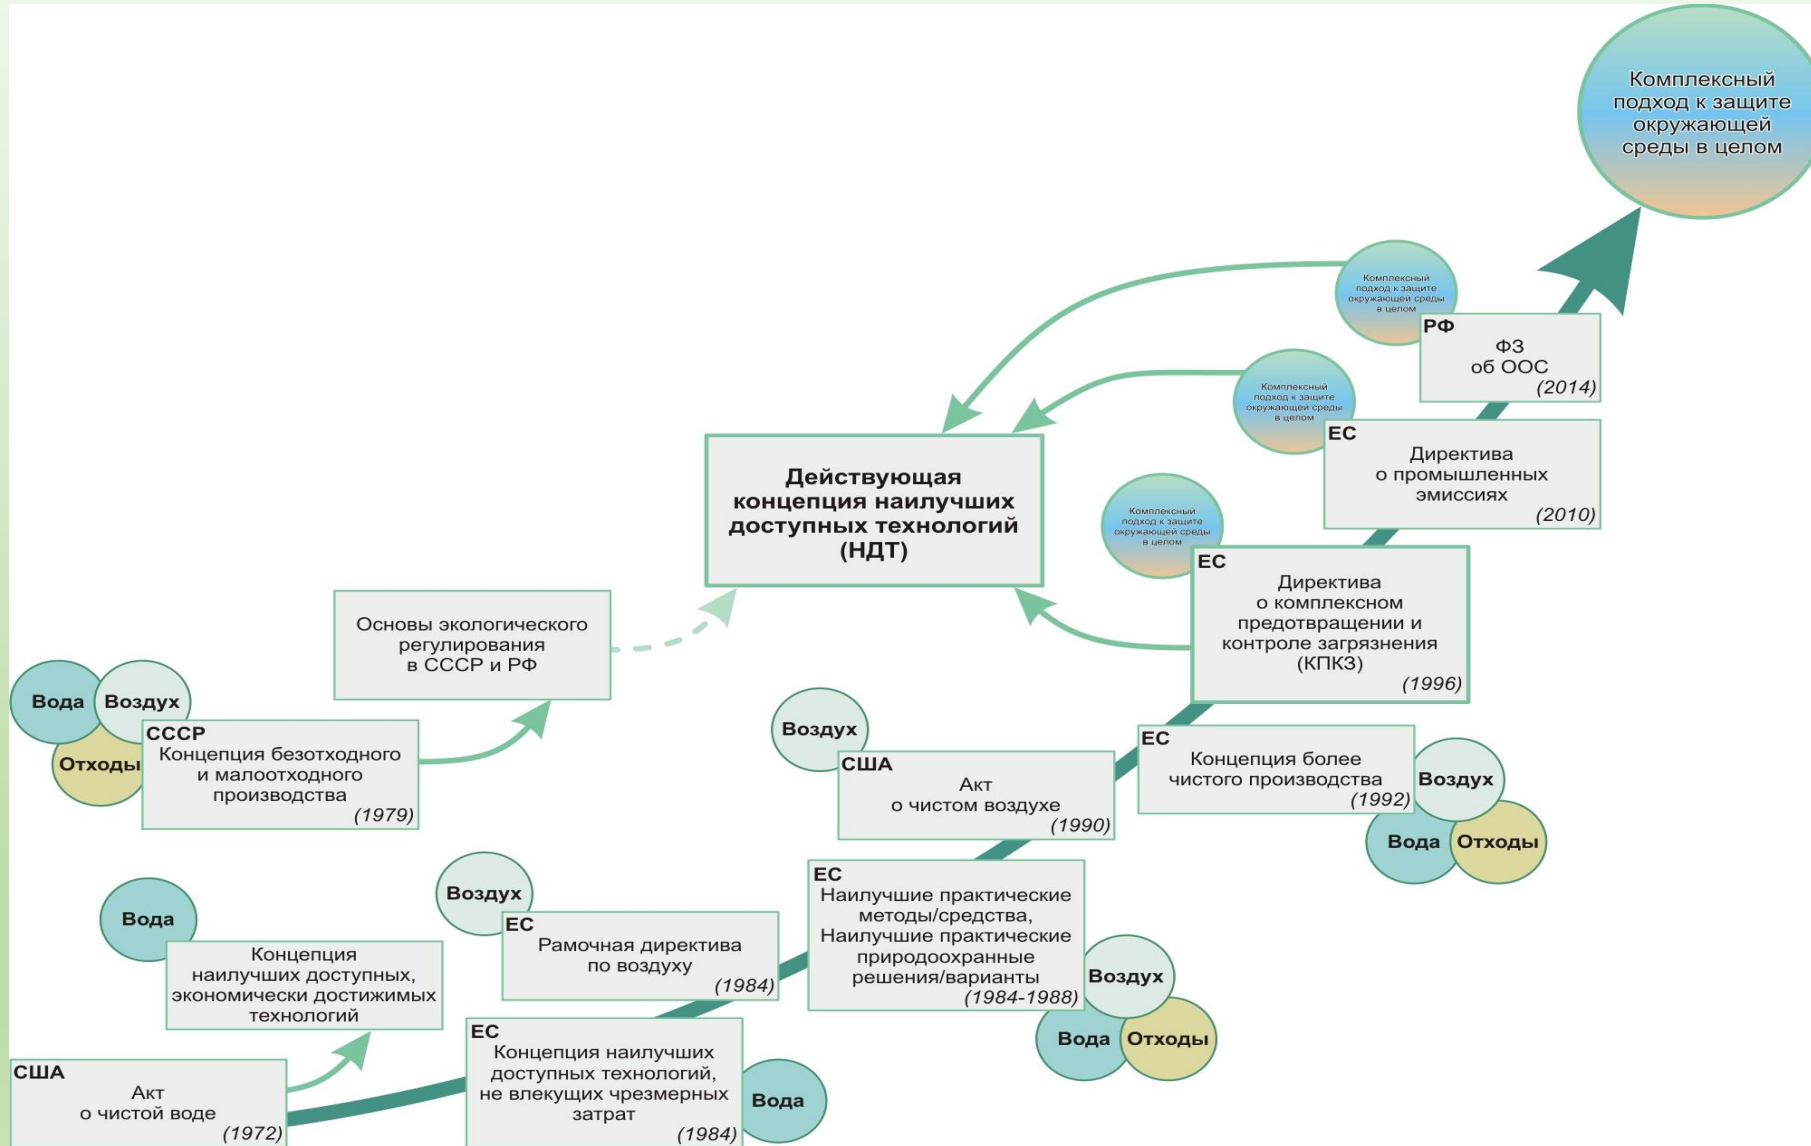 Комплексный
подход к защите
окружающей
среды в целом
Комплексный
подход к защите
окружающей среды
в целом
РФ
ФЗ
об ООС
(2014)
Комплексный
подход к защите
окружающей среды
в целом
ЕС
Директива
о промышленных
эмиссиях
(2010)
Действующая
концепция наилучших
доступных технологий
(НДТ)
Комплексный
подход к защите
окружающей среды
в целом
ЕС
Директива
о комплексном
предотвращении и
контроле загрязнения
(КПКЗ)
(1996)
Основы экологического
регулирования
в СССР и РФ
Вода
Воздух
Отходы
СССР
Концепция безотходного
и малоотходного
производства
(1979)
Воздух
США
Акт
о чистом воздухе
(1990)
ЕС
Концепция более
чистого производства
(1992)
Воздух
Вода
Отходы
Вода
Концепция
наилучших доступных,
экономически достижимых
технологий
Воздух
ЕС
Рамочная директива
по воздуху
(1984)
ЕС
Наилучшие практические
методы/средства,
Наилучшие практические
природоохранные
решения/варианты
(1984-1988)
Воздух
Вода
Отходы
США
Акт
о чистой воде
(1972)
ЕС
Концепция наилучших
доступных технологий,
не влекущих чрезмерных
затрат
(1984)
Вода